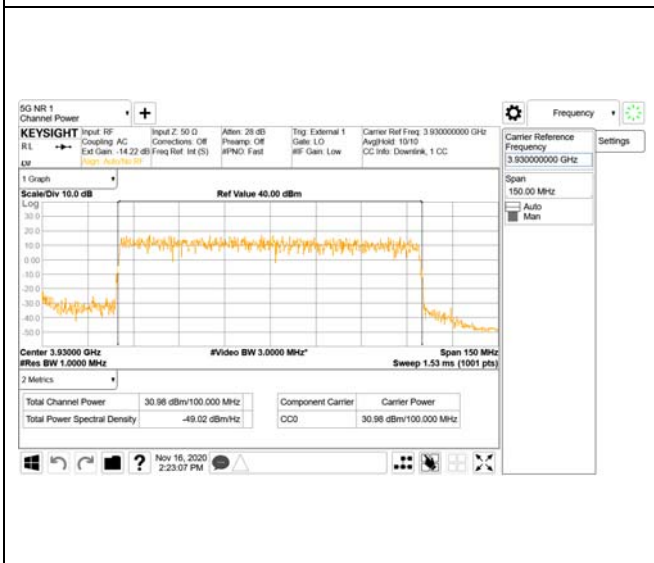 5G NR 1
Channel Power
Frequency
KEYSIGHT
RL
Input: RF
Coupling: AC
Ext Gain: -14.22 dB
Align: Auto/No RF
Input Z: 50 Ω
Corrections: Off
Freq Ref: Int (S)
Atten: 28 dB
Preamp: Off
#PNO: Fast
Trig: External 1
Gate: LO
#IF Gain: Low
Carrier Ref Freq: 3.930000000 GHz
Avg|Hold: 10/10
CC Info: Downlink, 1 CC
Carrier Reference
Frequency
3.930000000 GHz
Settings
Span
150.00 MHz
Auto
Man
1 Graph
Scale/Div 10.0 dB
Ref Value 40.00 dBm
Log
30.0
20.0
10.0
0.00
-10.0
-20.0
-30.0
-40.0
-50.0
Center 3.93000 GHz
#Video BW 3.0000 MHz*
Span 150 MHz
#Res BW 1.0000 MHz
Sweep 1.53 ms (1001 pts)
2 Metrics
Total Channel Power 30.98 dBm/100.000 MHz
Total Power Spectral Density -49.02 dBm/Hz
Component Carrier Carrier Power
CC0 30.98 dBm/100.000 MHz
Nov 16, 2020
2:23:07 PM